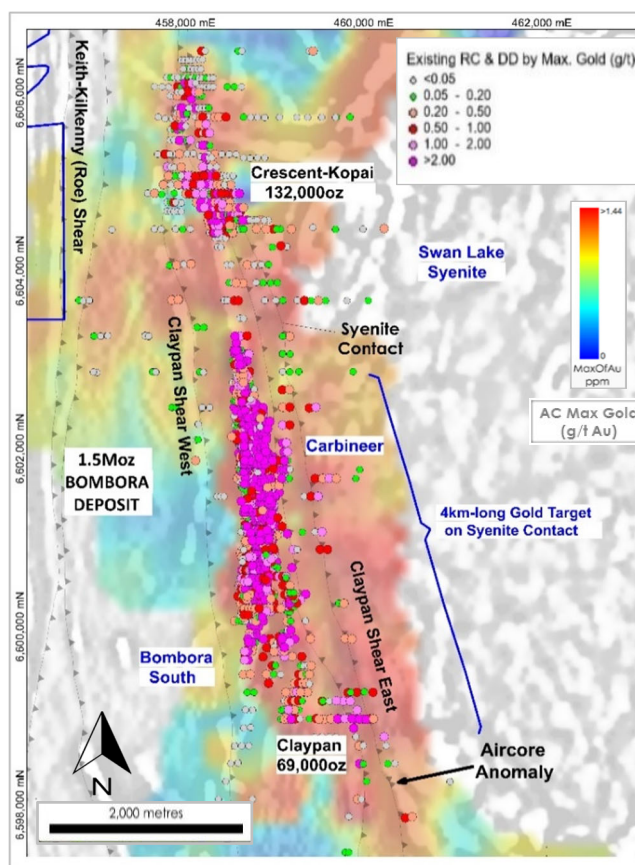 458,000 mE
460,000 mE
462,000 mE
6,606,000 mN
6,604,000 mN
6,602,000 mN
6,600,000 mN
6,598,000 mN
Keith-Kilkenny (Roe) Shear
Existing RC & DD by Max. Gold (g/t)
<0.05
0.05 - 0.20
0.20 - 0.50
0.50 - 1.00
1.00 - 2.00
>2.00
Crescent-Kopai
132,000oz
>1.44
0
MaxOfAu
ppm
AC Max Gold
(g/t Au)
Swan Lake
Syenite
Syenite
Contact
Claypan Shear West
Carbineer
1.5Moz
BOMBORA
DEPOSIT
4km-long Gold Target
on Syenite Contact
Claypan Shear East
Bombora
South
Claypan
69,000oz
Aircore
Anomaly
N
2,000 metres